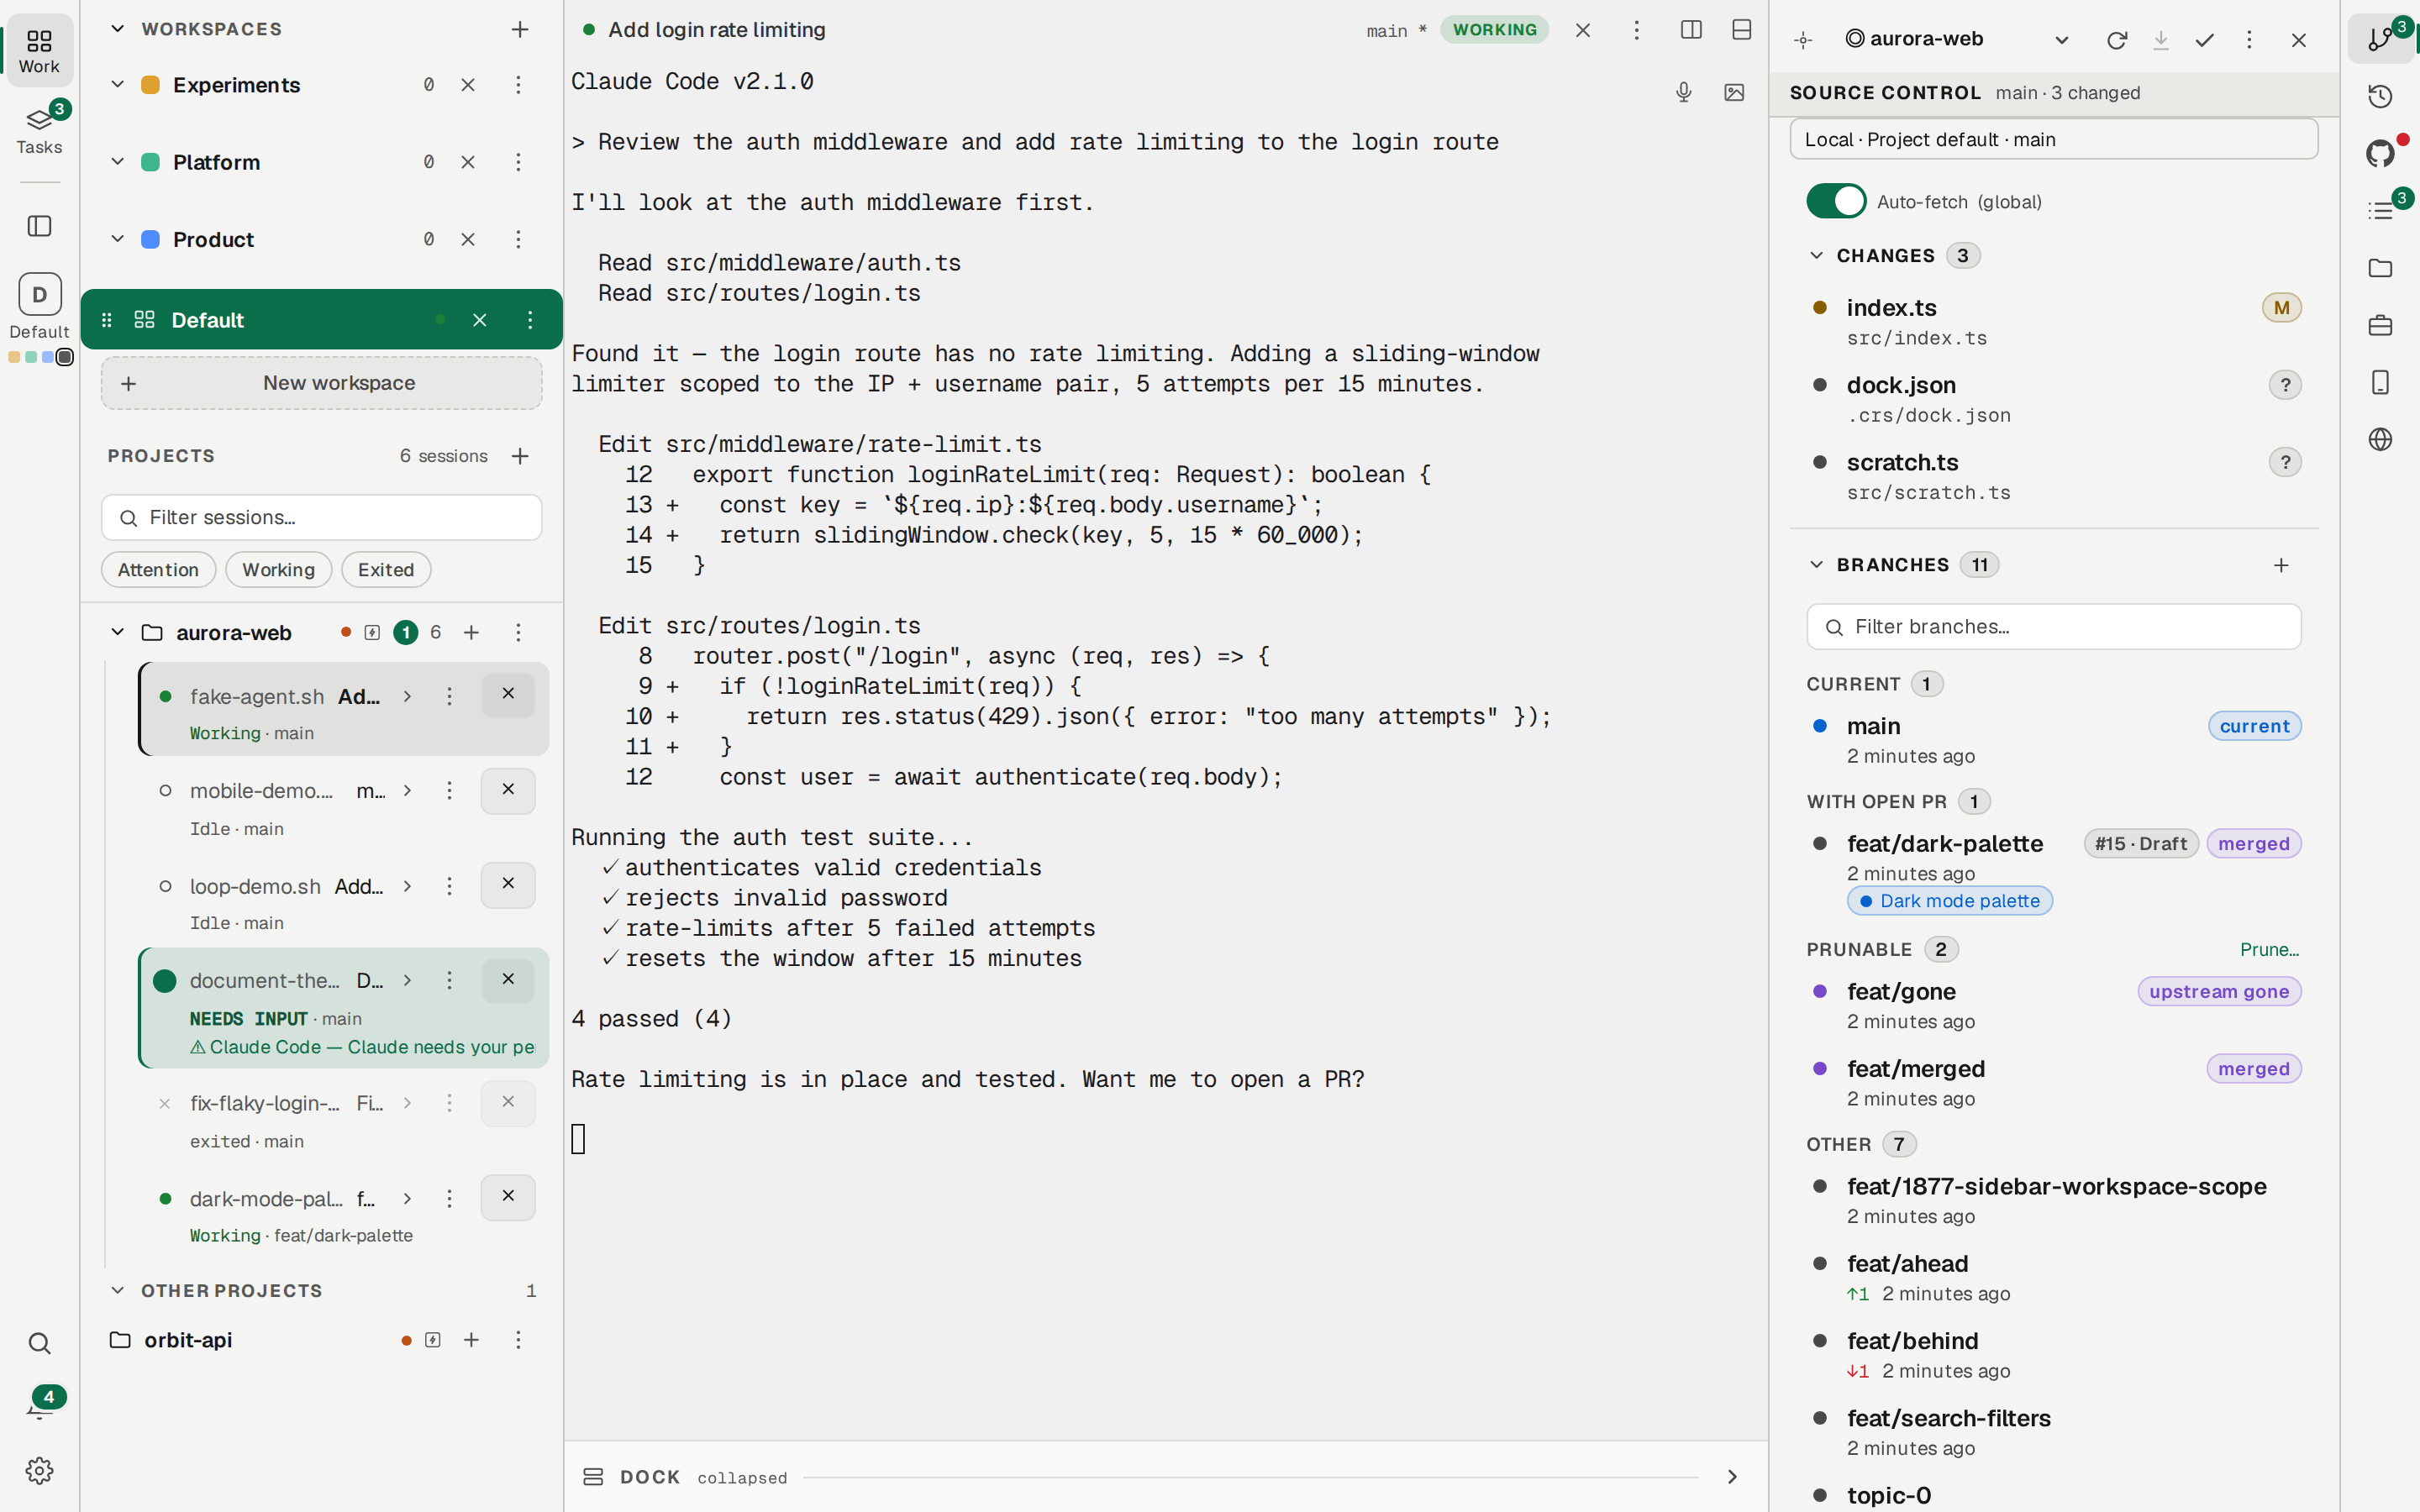 Work
3
Tasks
D
Default
4
WORKSPACES
Experiments 0
Platform 0
Product 0
Default
New workspace
PROJECTS 6 sessions
Filter sessions...
Attention Working Exited
aurora-web 1 6
fake-agent.sh Ad...
Working · main
mobile-demo.... m...
Idle · main
loop-demo.sh Add...
Idle · main
document-the... D...
NEEDS INPUT · main
⚠ Claude Code — Claude needs your pe
fix-flaky-login-... Fi...
exited · main
dark-mode-pal... f...
Working · feat/dark-palette
OTHER PROJECTS 1
orbit-api
Add login rate limiting main * WORKING
Claude Code v2.1.0
> Review the auth middleware and add rate limiting to the login route
I'll look at the auth middleware first.
Read src/middleware/auth.ts
Read src/routes/login.ts
Found it — the login route has no rate limiting. Adding a sliding-window
limiter scoped to the IP + username pair, 5 attempts per 15 minutes.
Edit src/middleware/rate-limit.ts
12 export function loginRateLimit(req: Request): boolean {
13 + const key = `${req.ip}:${req.body.username}`;
14 + return slidingWindow.check(key, 5, 15 * 60_000);
15 }
Edit src/routes/login.ts
8 router.post("/login", async (req, res) => {
9 + if (!loginRateLimit(req)) {
10 + return res.status(429).json({ error: "too many attempts" });
11 + }
12 const user = await authenticate(req.body);
Running the auth test suite...
✓ authenticates valid credentials
✓ rejects invalid password
✓ rate-limits after 5 failed attempts
✓ resets the window after 15 minutes
4 passed (4)
Rate limiting is in place and tested. Want me to open a PR?
DOCK collapsed
aurora-web
SOURCE CONTROL main · 3 changed
Local · Project default · main
Auto-fetch (global)
CHANGES 3
index.ts M
src/index.ts
dock.json ?
.crs/dock.json
scratch.ts ?
src/scratch.ts
BRANCHES 11
Filter branches...
CURRENT 1
main current
2 minutes ago
WITH OPEN PR 1
feat/dark-palette #15 · Draft merged
2 minutes ago
Dark mode palette
PRUNABLE 2 Prune...
feat/gone upstream gone
2 minutes ago
feat/merged merged
2 minutes ago
OTHER 7
feat/1877-sidebar-workspace-scope
2 minutes ago
feat/ahead
↑1 2 minutes ago
feat/behind
↓1 2 minutes ago
feat/search-filters
2 minutes ago
topic-0
3
3